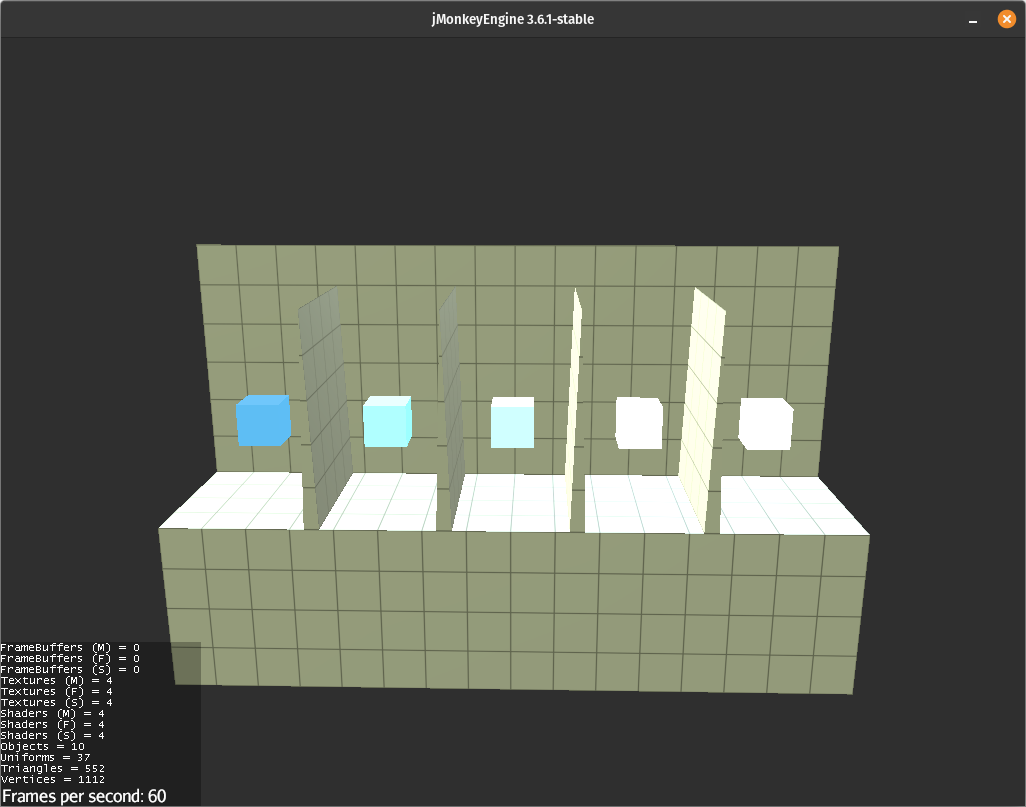 jMonkeyEngine 3.6.1-stable
FrameBuffers (M) = 0
FrameBuffers (F) = 0
FrameBuffers (S) = 0
Textures (M) = 4
Textures (F) = 4
Textures (S) = 4
Shaders (M) = 4
Shaders (F) = 4
Shaders (S) = 4
Objects = 10
Uniforms = 37
Triangles = 552
Vertices = 1112
Frames per second: 60